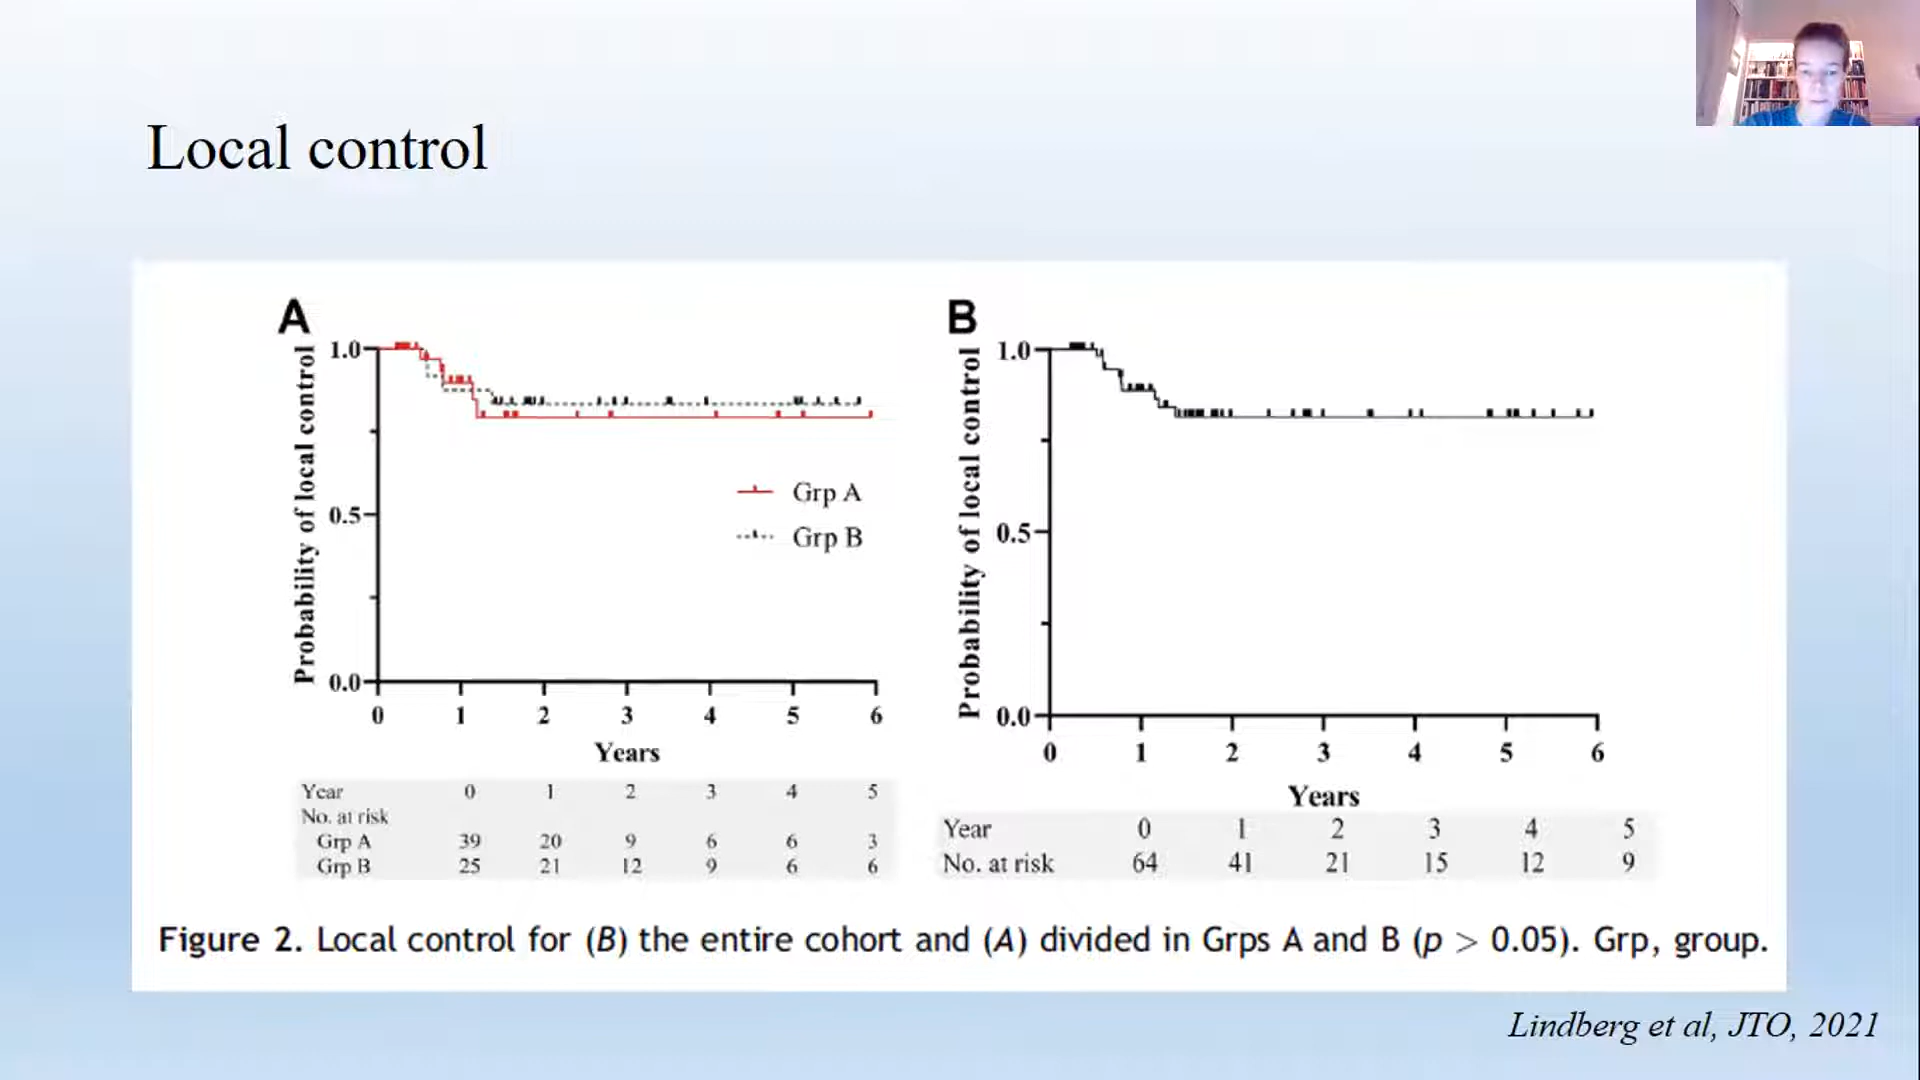 Local control
A
Probability of local control
1.0
0.5
0.0
0 1 2 3 4 5 6
Years
Grp A
Grp B
Year 0 1 2 3 4 5
No. at risk
Grp A 39 20 9 6 6 3
Grp B 25 21 12 9 6 6
B
Probability of local control
1.0
0.5
0.0
0 1 2 3 4 5 6
Years
Year 0 1 2 3 4 5
No. at risk 64 41 21 15 12 9
Figure 2. Local control for (B) the entire cohort and (A) divided in Grps A and B (p > 0.05). Grp, group.
Lindberg et al, JTO, 2021